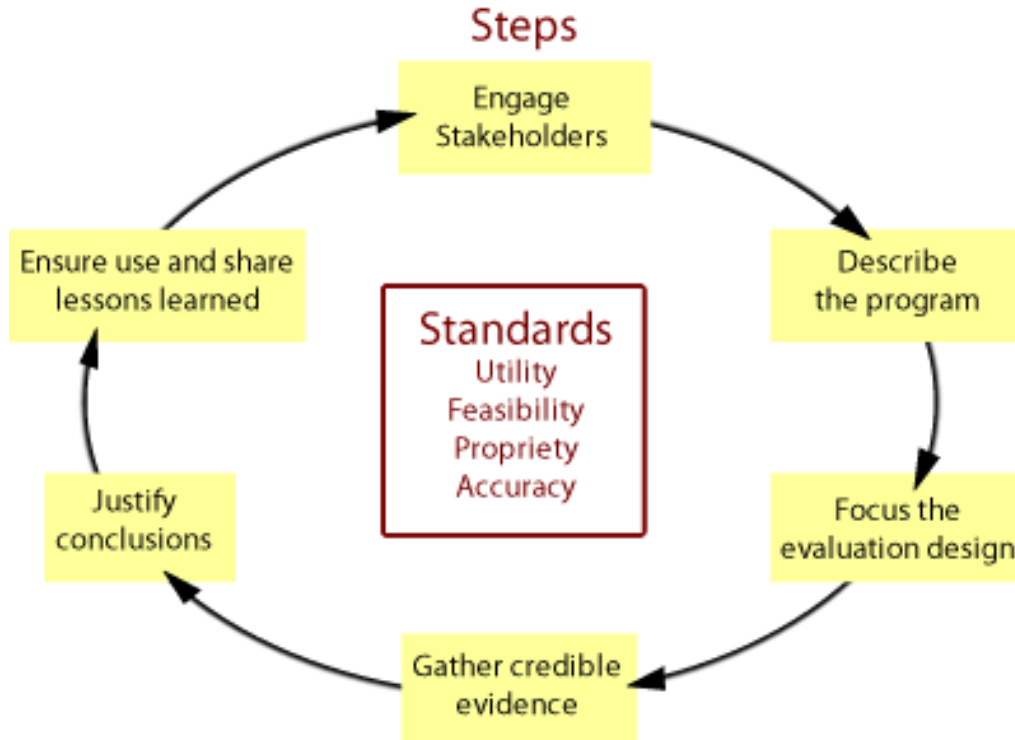 Steps
Engage
Stakeholders
Describe
the program
Focus the
evaluation design
Gather credible
evidence
Justify
conclusions
Ensure use and share
lessons learned
Standards
Utility
Feasibility
Propriety
Accuracy